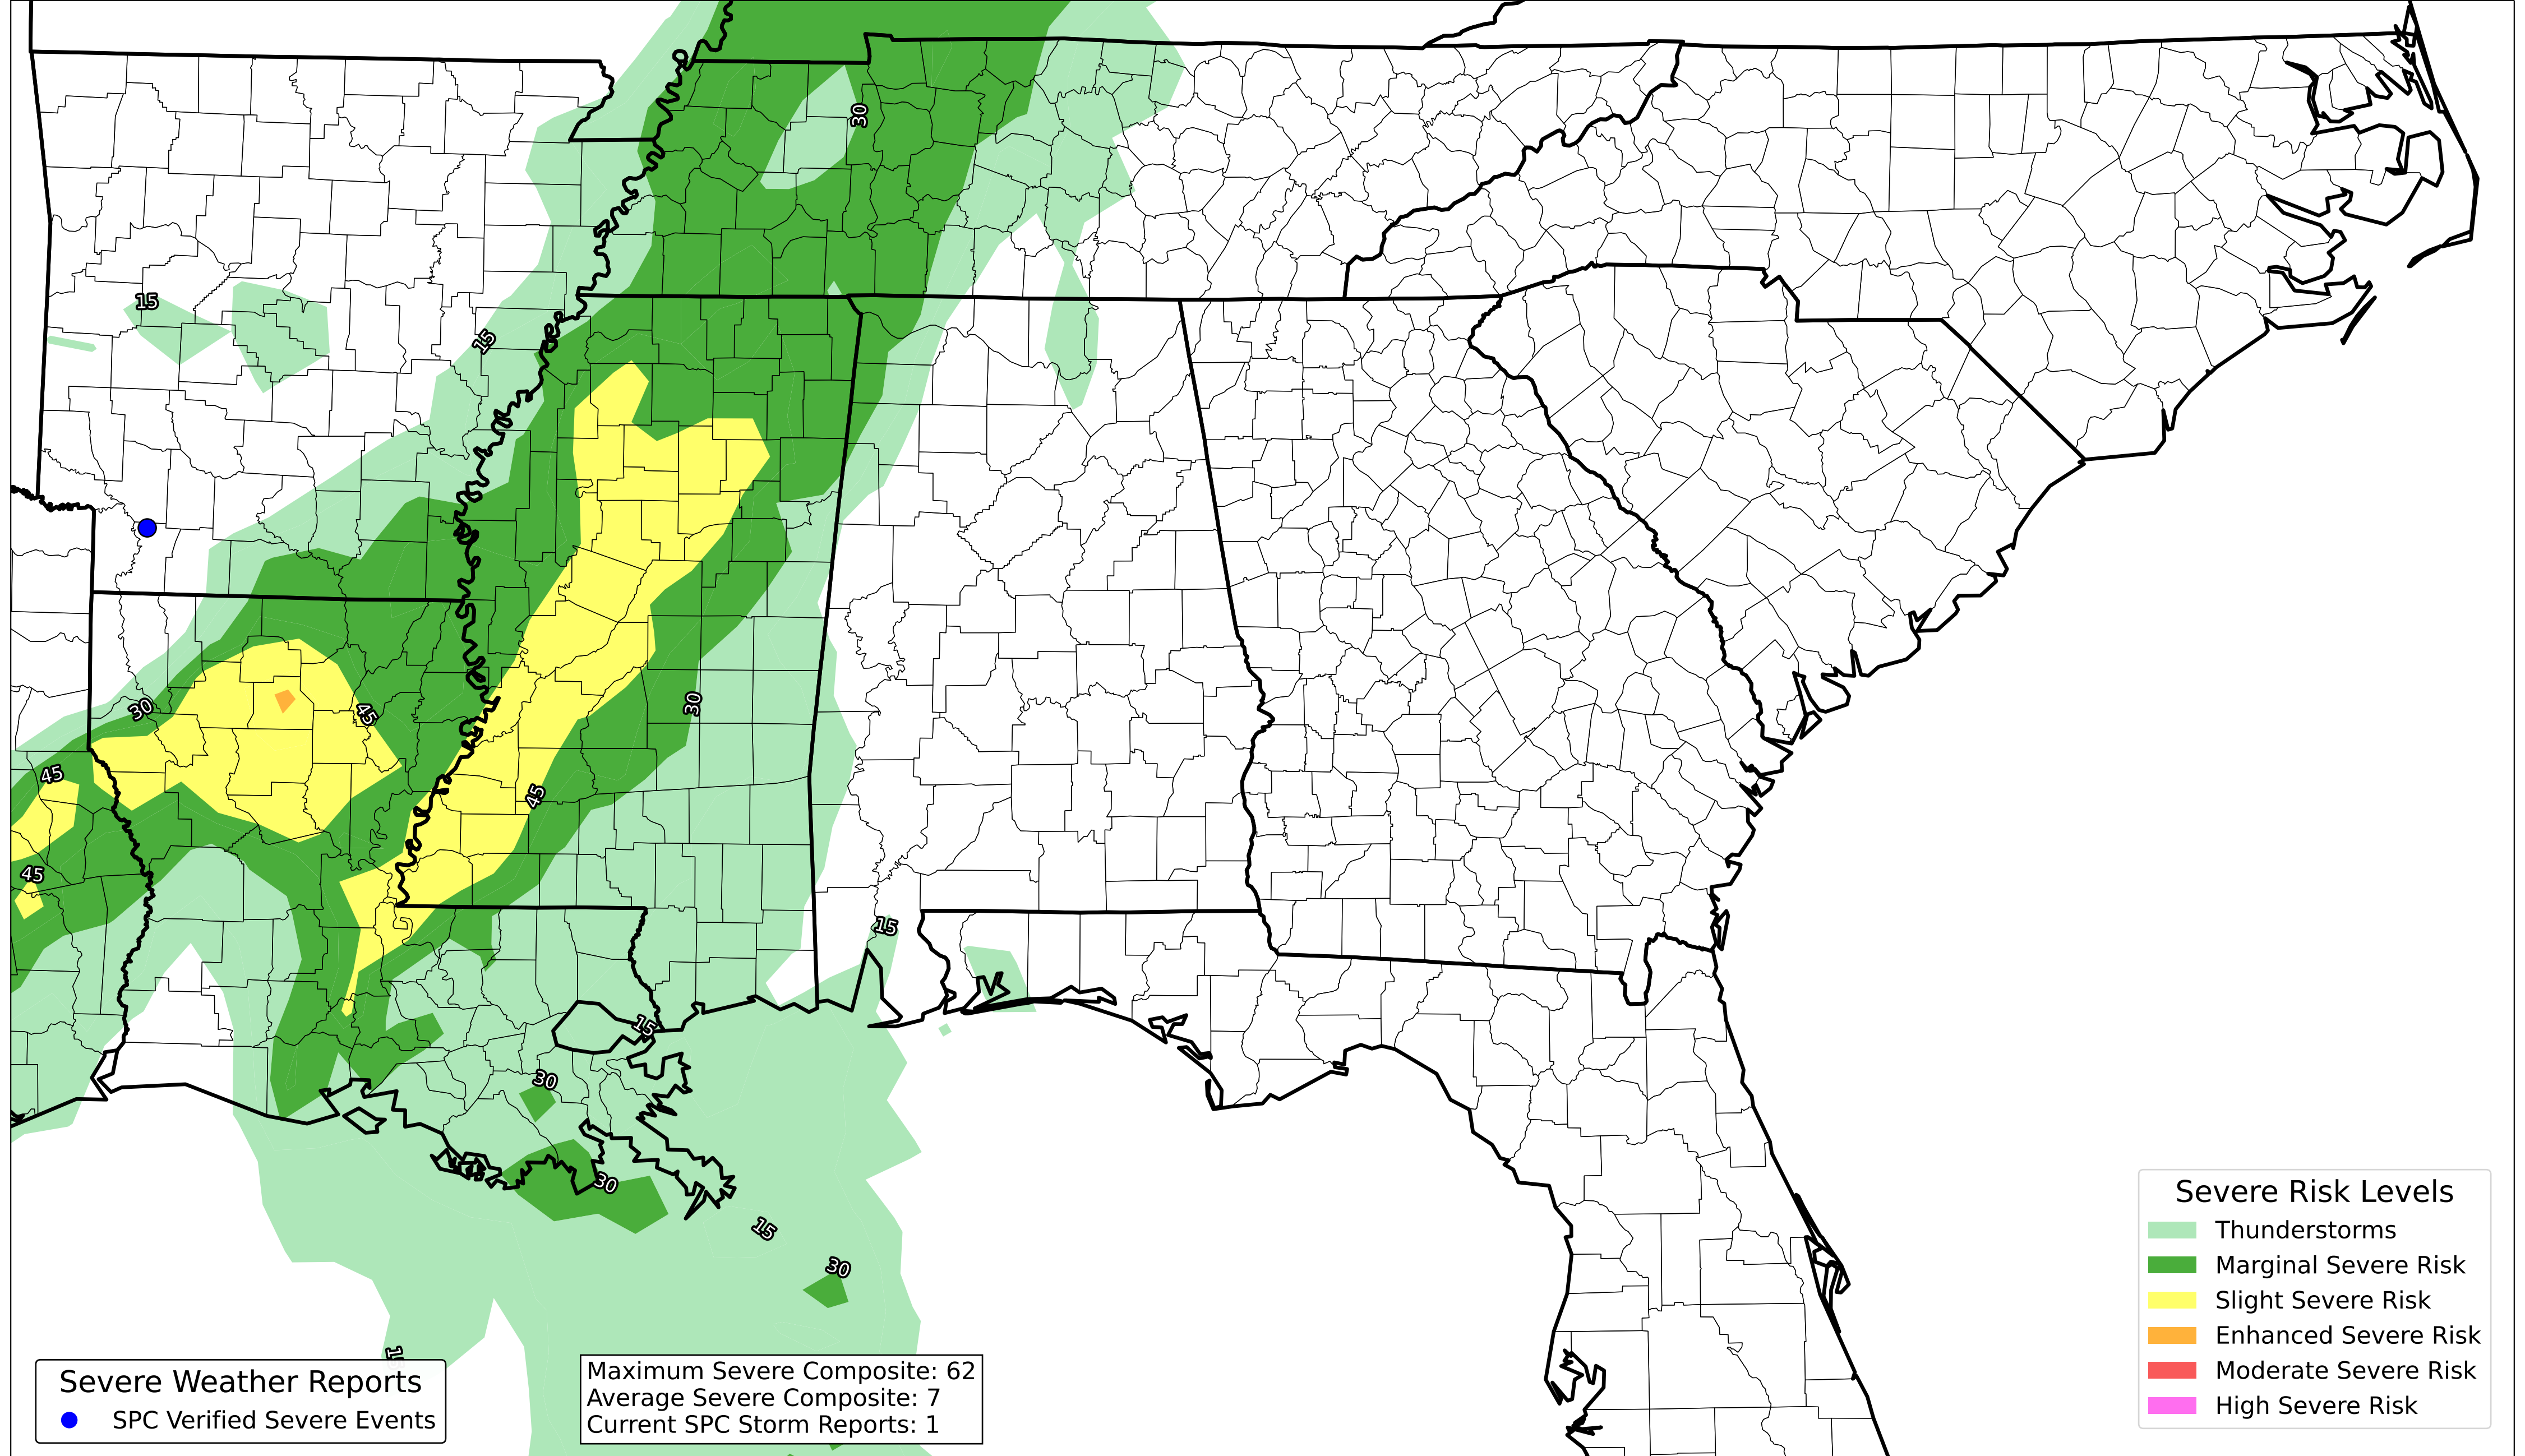 30
15
15
30
45
30
45
45
45
15
15
30
30
15
30
Severe Risk Levels
Thunderstorms
Marginal Severe Risk
Slight Severe Risk
Enhanced Severe Risk
Moderate Severe Risk
High Severe Risk
Severe Weather Reports
SPC Verified Severe Events
Maximum Severe Composite: 62
Average Severe Composite: 7
Current SPC Storm Reports: 1